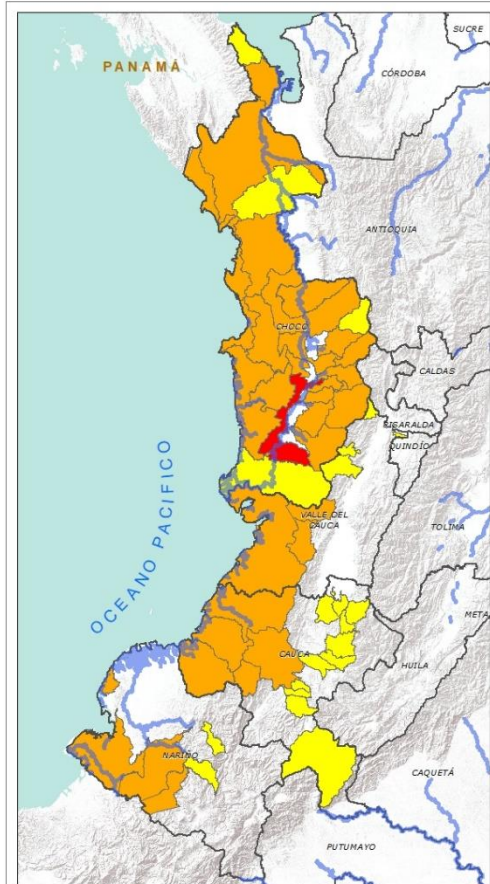 SUCRE
PANAMÁ
CÓRDOBA
ANTIOQUIA
CHOCO
CALDAS
RISARALDA
QUINDÍO
OCEANO PACIFICO
VALLE DEL
CAUCA
TOLIMA
META
CAUCA
HUILA
NARIÑO
CAQUETÁ
PUTUMAYO